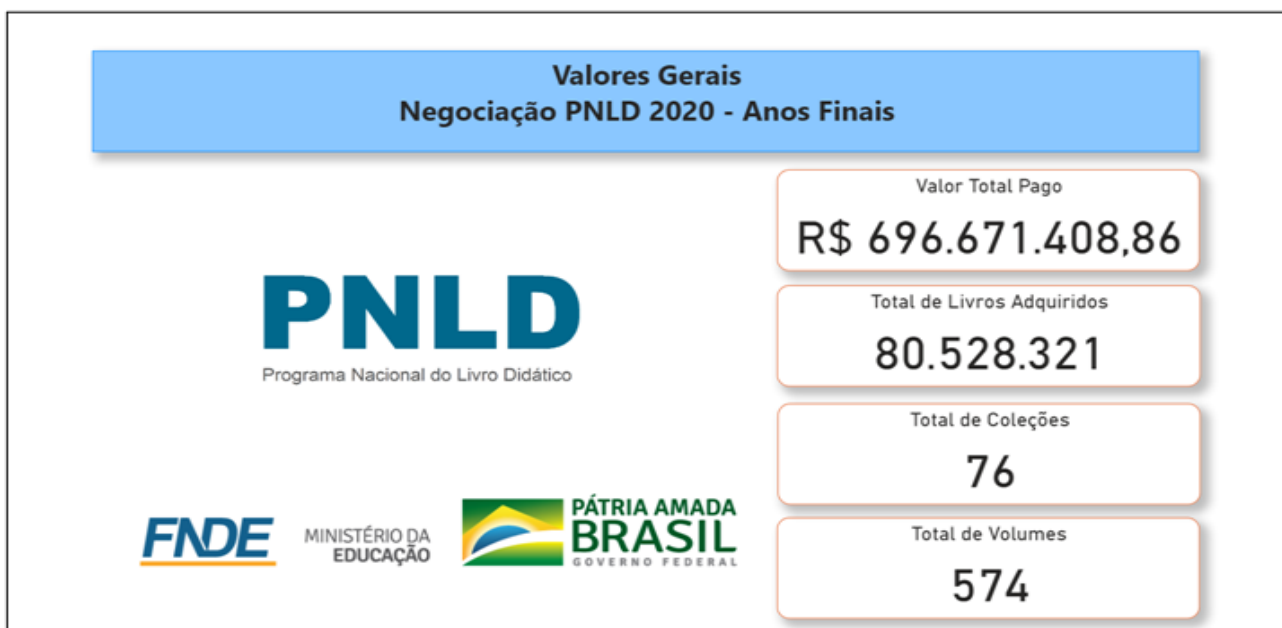 Valores Gerais
Negociação PNLD 2020 - Anos Finais
Valor Total Pago
R$ 696.671.408,86
Total de Livros Adquiridos
80.528.321
Total de Coleções
76
Total de Volumes
574
PNLD
Programa Nacional do Livro Didático
FNDE
MINISTÉRIO DA
EDUCAÇÃO
PÁTRIA AMADA
BRASIL
GOVERNO FEDERAL